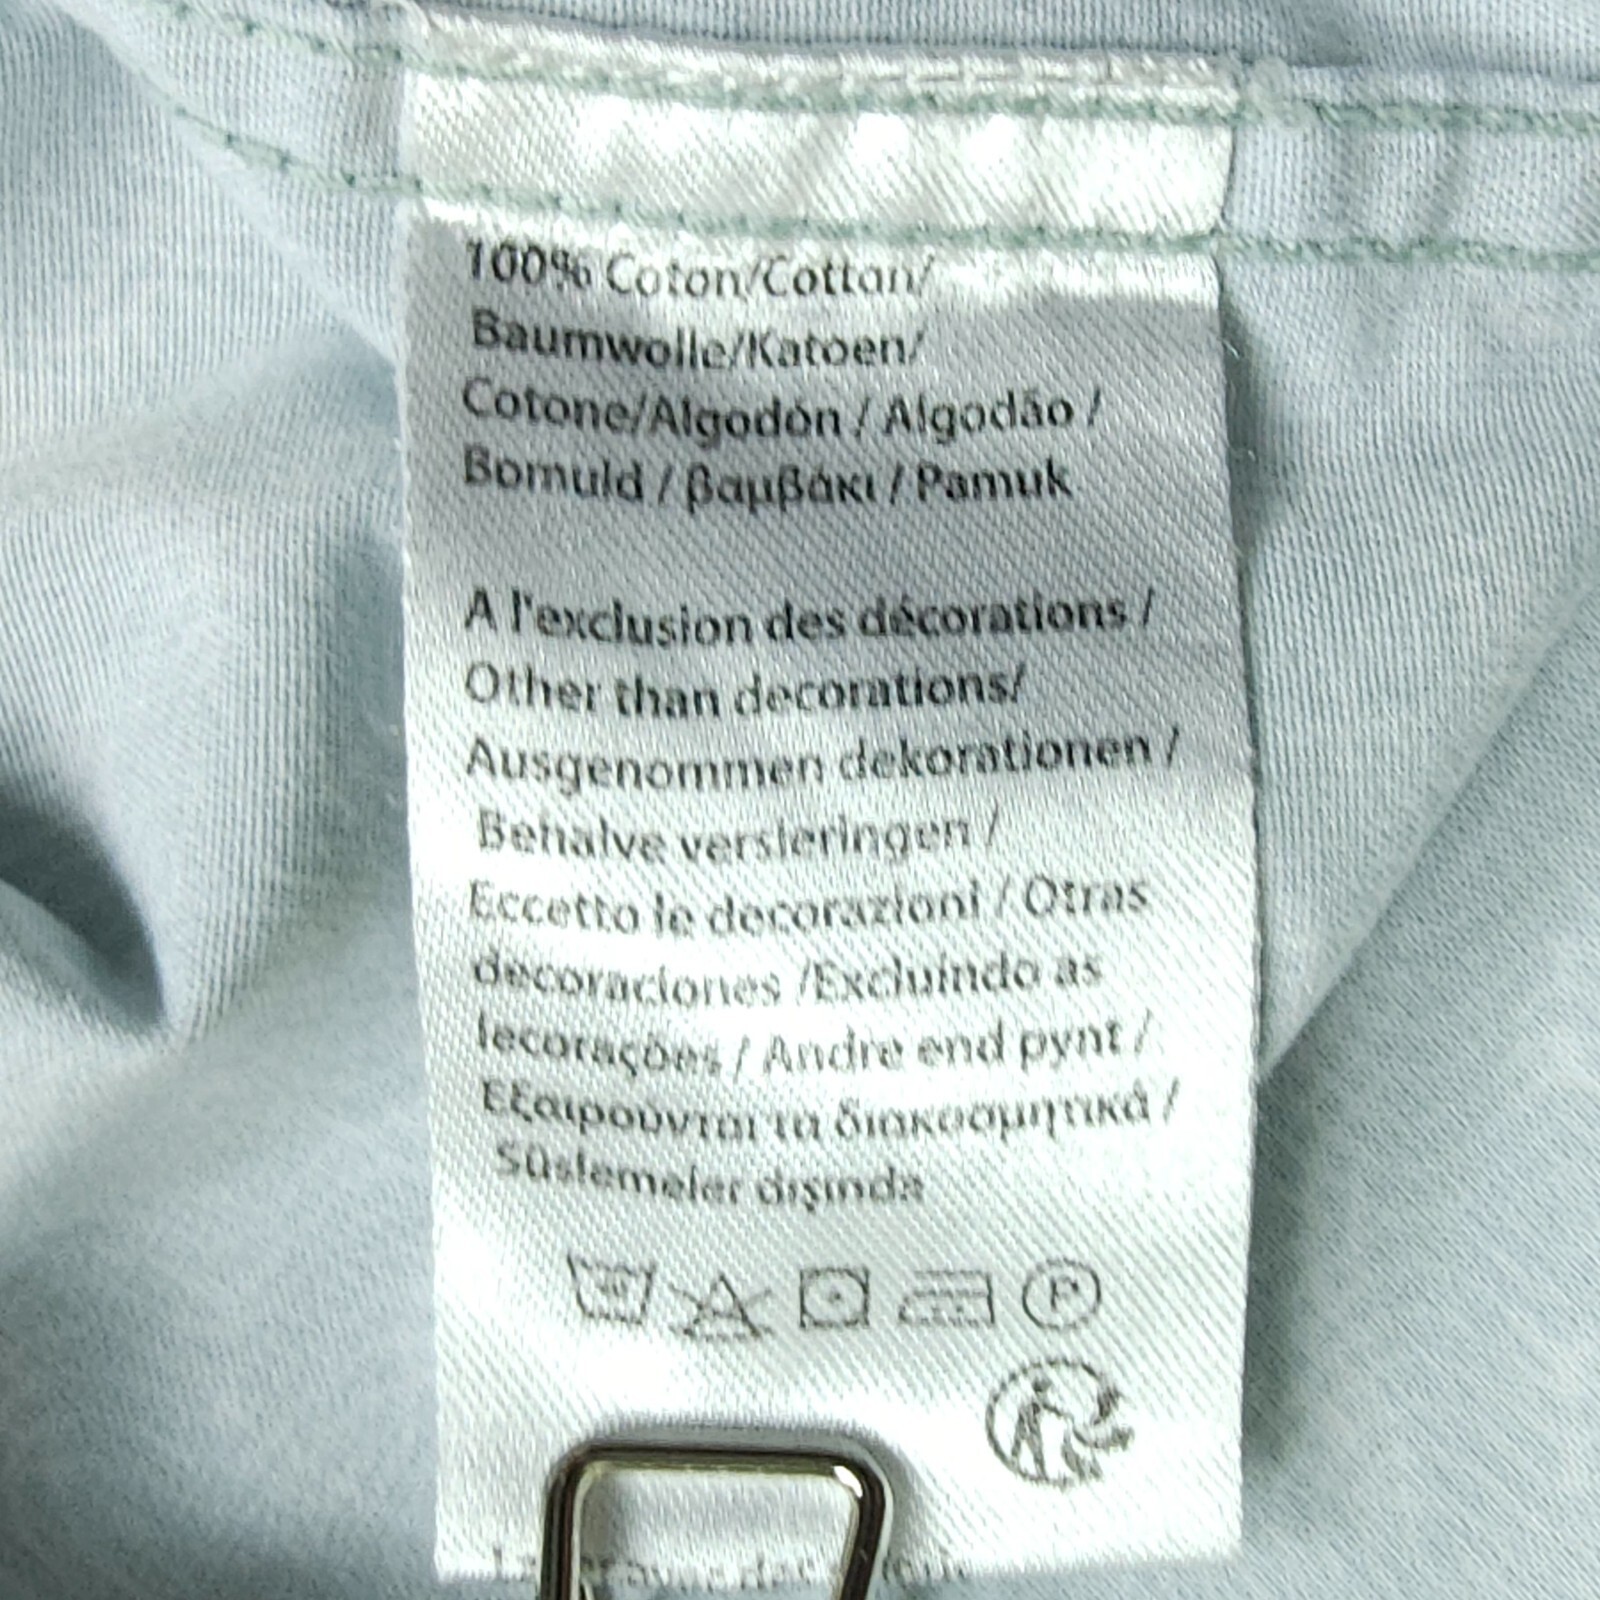 100% Coton/Cotton/
Baumwolle/Katoen/
Cotone/Algodón / Algodão /
Bomuld / βαμβάκι / Pamuk
A l'exclusion des décorations /
Other than decorations/
Ausgenommen dekorationen /
Behalve versieringen /
Eccetto le decorazioni / Otras
decoraciones /Excluindo as
lecorações / Andre end pynt /
Εξαιρούνται τα διακοσμητικά /
Süslemeler dışında
P